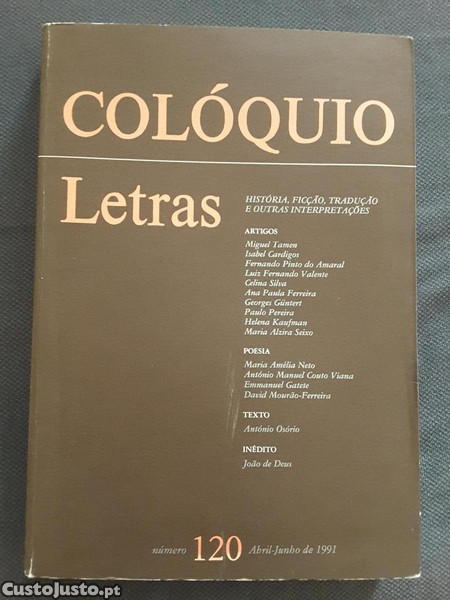 COLÓQUIO
Letras
HISTÓRIA, FICÇÃO, TRADUÇÃO
E OUTRAS INTERPRETAÇÕES
ARTIGOS
Miguel Tamen
Isabel Cardigos
Fernando Pinto do Amaral
Luiz Fernando Valente
Celina Silva
Ana Paula Ferreira
Georges Güntert
Paulo Pereira
Helena Kaufman
Maria Alzira Seixo
POESIA
Maria Amélia Neto
António Manuel Couto Viana
Emmanuel Gatete
David Mourão-Ferreira
TEXTO
António Osório
INÉDITO
João de Deus
número 120 Abril-Junho de 1991
CustoJusto.pt